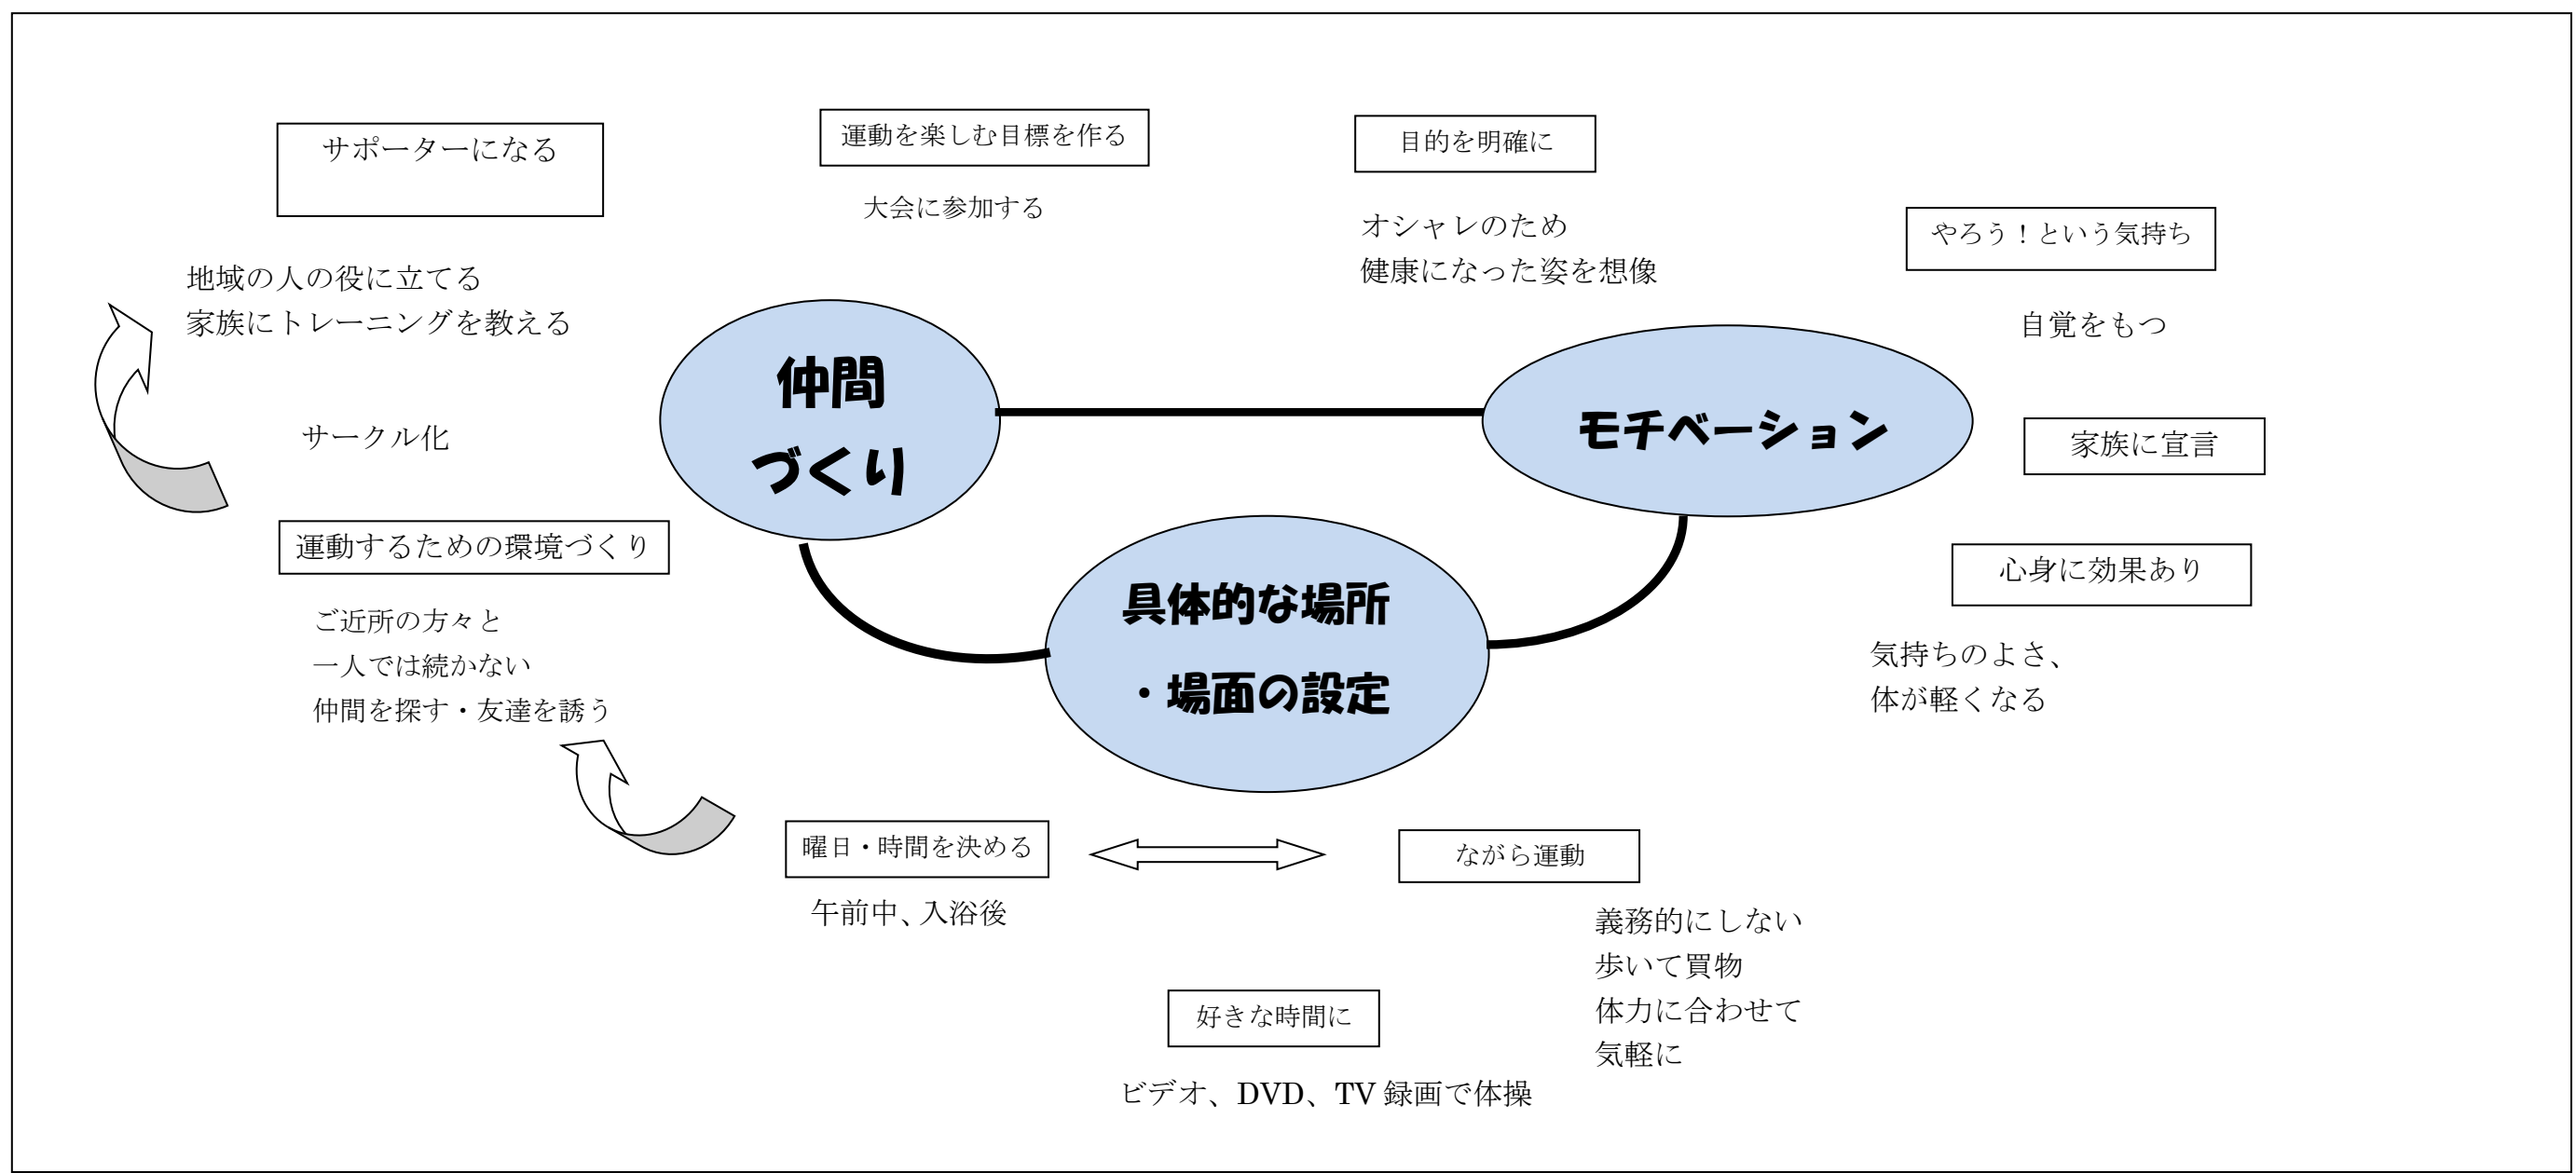 サポーターになる
地域の人の役に立てる
家族にトレーニングを教える
サークル化
運動を楽しむ目標を作る
大会に参加する
目的を明確に
オシャレのため
健康になった姿を想像
やろう！という気持ち
自覚をもつ
仲間
づくり
モチベーション
家族に宣言
運動するための環境づくり
ご近所の方々と
一人では続かない
仲間を探す・友達を誘う
具体的な場所
・場面の設定
心身に効果あり
気持ちのよさ、
体が軽くなる
曜日・時間を決める
午前中、入浴後
ながら運動
義務的にしない
歩いて買物
体力に合わせて
気軽に
好きな時間に
ビデオ、DVD、TV 録画で体操